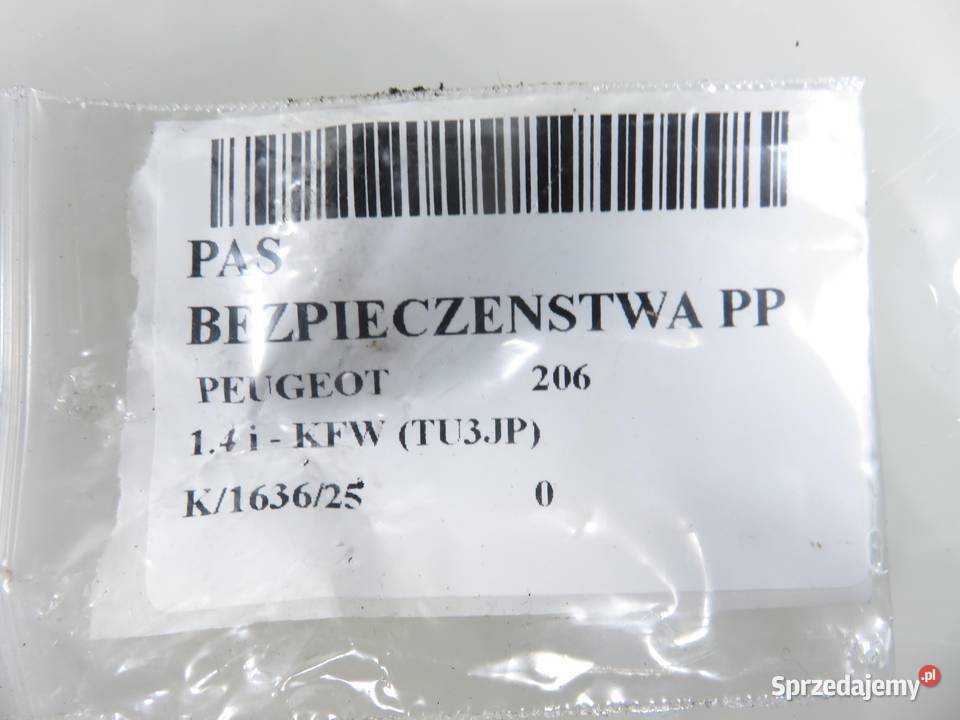 PAS
BEZPIECZENSTWA PP
PEUGEOT 206
1.4 i - KFW (TU3JP)
K/1636/25 0
Sprzedajemy.pl